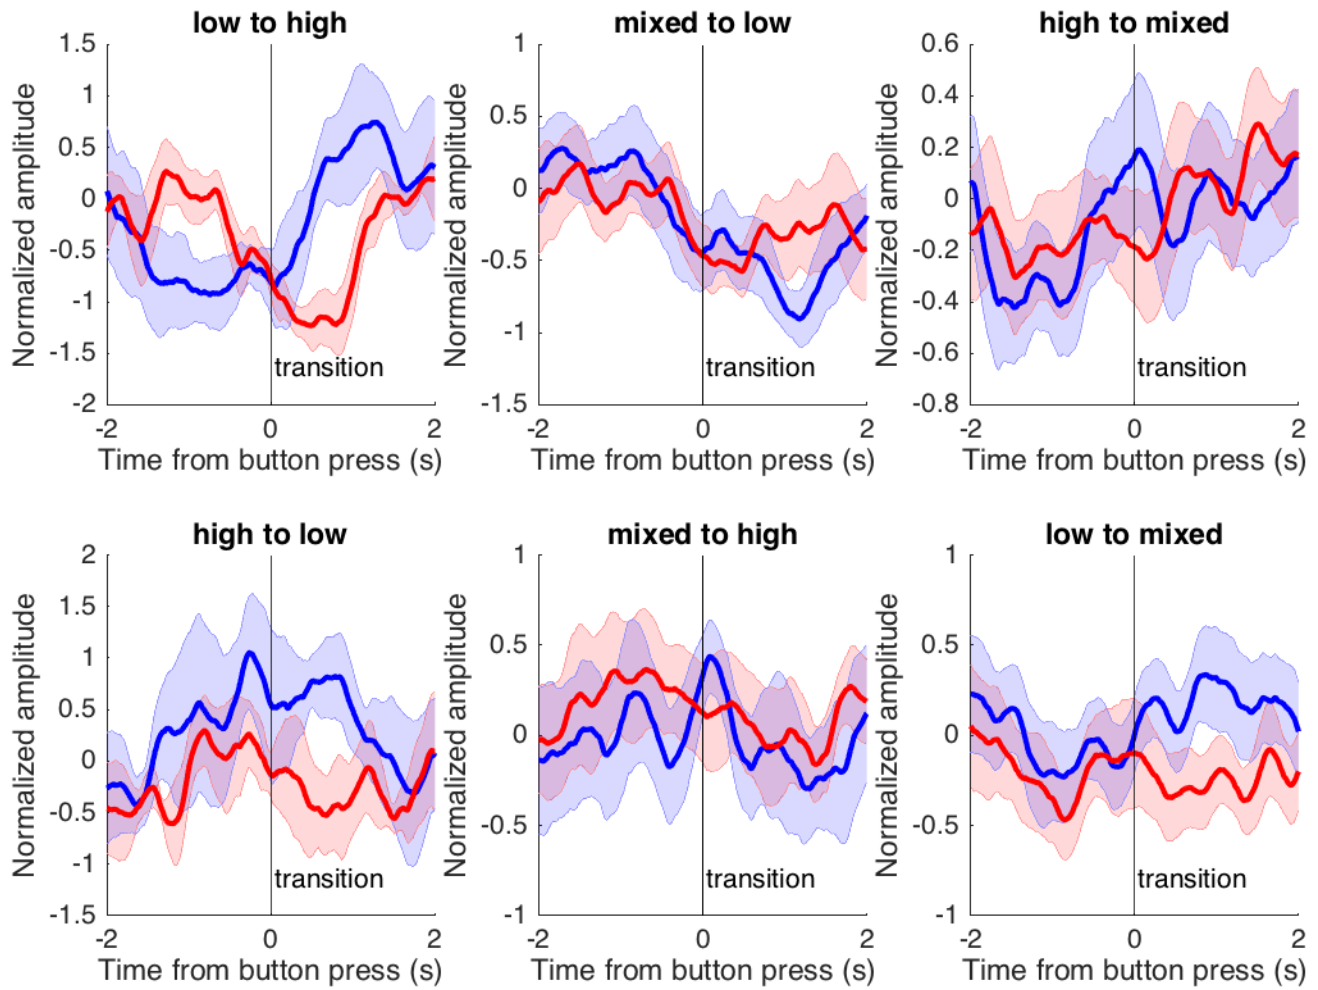 low to high
mixed to low
high to mixed
1.5
1
0.5
0
-0.5
-1
-1.5
-2
Normalized amplitude
transition
-2
0
2
Time from button press (s)
1
0.5
0
-0.5
-1
-1.5
Normalized amplitude
transition
-2
0
2
Time from button press (s)
0.6
0.4
0.2
0
-0.2
-0.4
-0.6
-0.8
Normalized amplitude
transition
-2
0
2
Time from button press (s)
high to low
mixed to high
low to mixed
2
1.5
1
0.5
0
-0.5
-1
-1.5
Normalized amplitude
transition
-2
0
2
Time from button press (s)
1
0.5
0
-0.5
-1
Normalized amplitude
transition
-2
0
2
Time from button press (s)
1
0.5
0
-0.5
-1
Normalized amplitude
transition
-2
0
2
Time from button press (s)